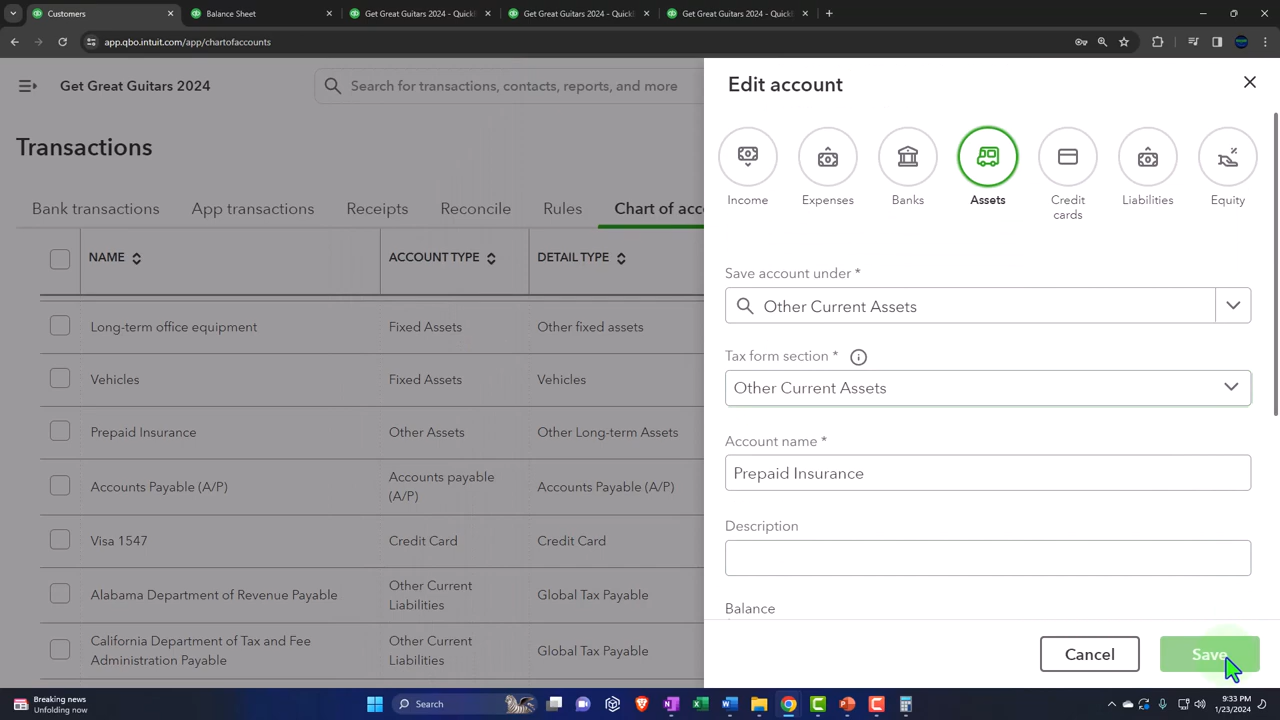 Customers
Balance Sheet
Get Great Guitars 2024 - Quick
Get Great Guitars 2024 - Quick
Get Great Guitars 2024 - Quick
app.qbo.intuit.com/app/chartofaccounts
Get Great Guitars 2024
Search for transactions, contacts, reports, and more
Transactions
Bank transactions
App transactions
Receipts
Reconcile
Rules
Chart of acco
NAME
ACCOUNT TYPE
DETAIL TYPE
Long-term office equipment
Fixed Assets
Other fixed assets
Vehicles
Fixed Assets
Vehicles
Prepaid Insurance
Other Assets
Other Long-term Assets
Accounts Payable (A/P)
Accounts payable
(A/P)
Accounts Payable (A/P)
Visa 1547
Credit Card
Credit Card
Alabama Department of Revenue Payable
Other Current
Liabilities
Global Tax Payable
California Department of Tax and Fee
Administration Payable
Other Current
Liabilities
Global Tax Payable
Edit account
Income
Expenses
Banks
Assets
Credit
cards
Liabilities
Equity
Save account under *
Other Current Assets
Tax form section *
Other Current Assets
Account name *
Prepaid Insurance
Description
Balance
Cancel
Save
Breaking news
Unfolding now
Search
9:33 PM
1/23/2024